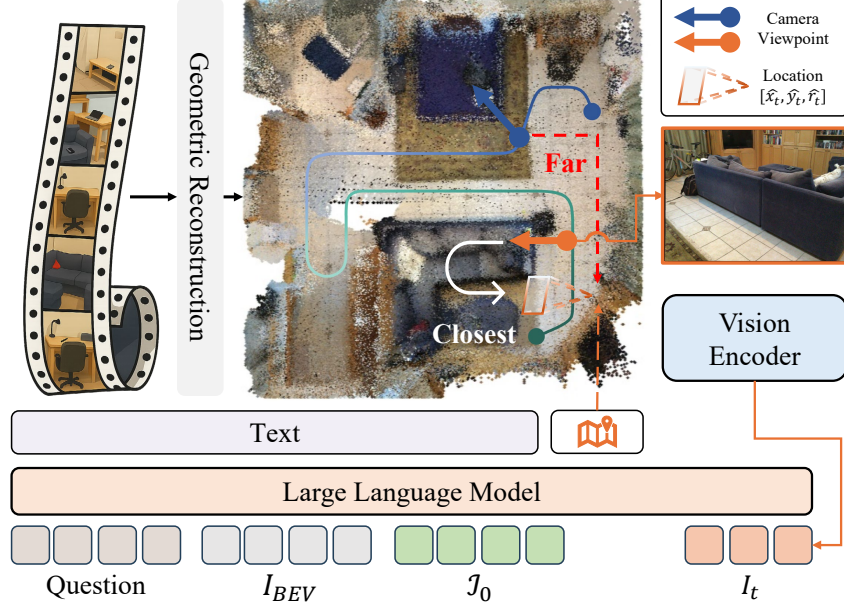 Camera
Viewpoint
Location
[x̂_t, ŷ_t, r̂_t]
Geometric Reconstruction
Far
Closest
Vision
Encoder
Text
Large Language Model
Question
I_BEV
𝒥_0
I_t